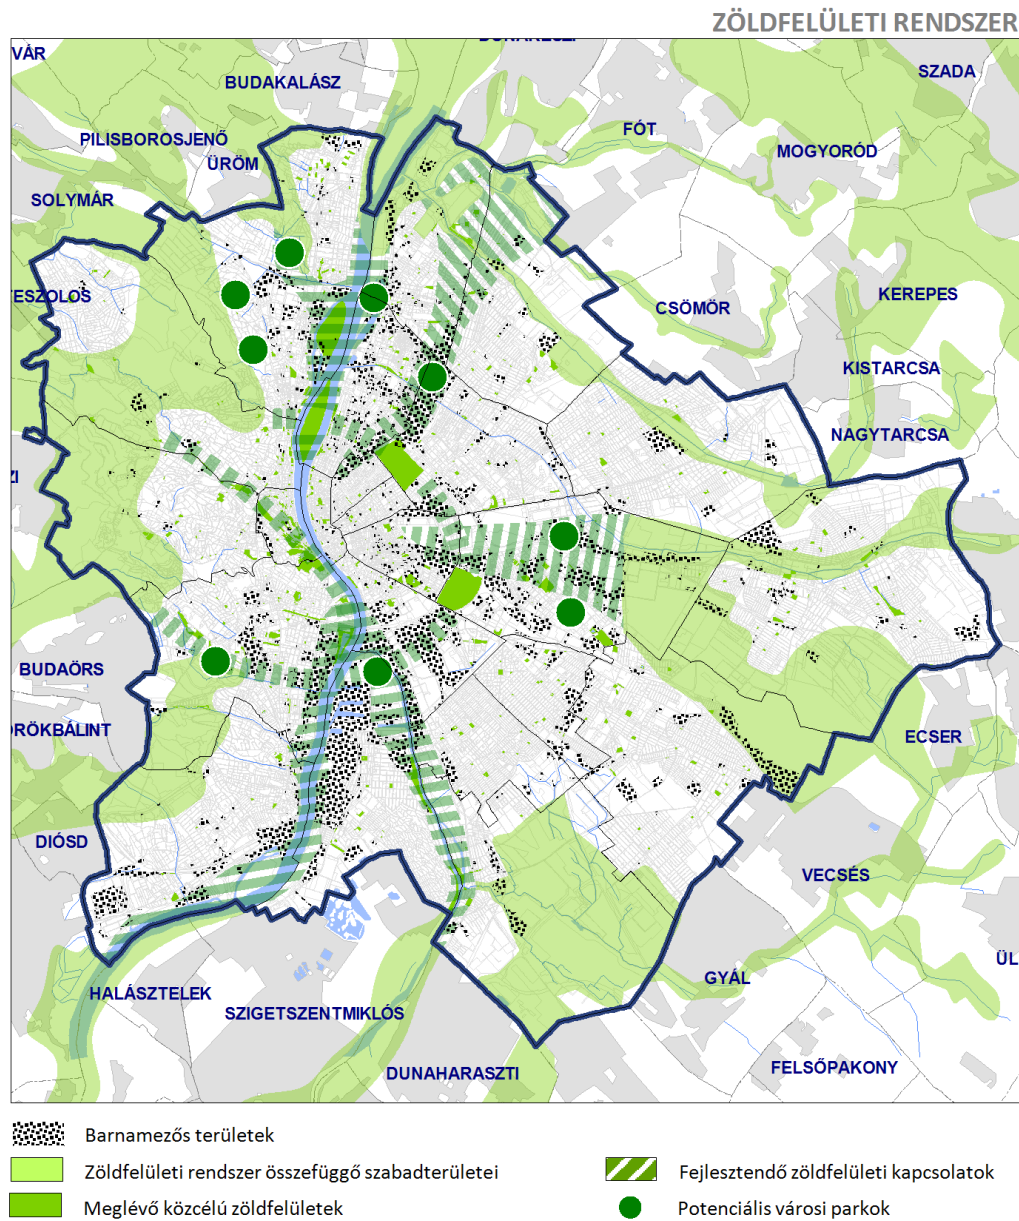 ZÖLDFELÜLETI RENDSZER
VÁR
BUDAKALÁSZ
SZADA
PILISBOROSJENŐ
FÓT
ÜRÖM
MOGYORÓD
SOLYMÁR
KEREPES
CSÖMÖR
KISTARCSA
NAGYTARCSA
BUDAÖRS
ECSER
DIÓSD
VECSÉS
ÜL
GYÁL
HALÁSZTELEK
SZIGETSZENTMIKLÓS
FELSŐPAKONY
DUNAHARASZTI
Barnamezős területek
Zöldfelületi rendszer összefüggő szabadterületei
Fejlesztendő zöldfelületi kapcsolatok
Meglévő közcélú zöldfelületek
Potenciális városi parkok